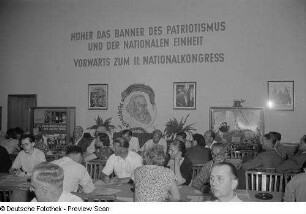 HÖHER DAS BANNER DES PATRIOTISMUS
UND DER NATIONALEN EINHEIT
VORWÄRTS ZUM II. NATIONALKONGRESS
© Deutsche Fotothek - Preview Scan